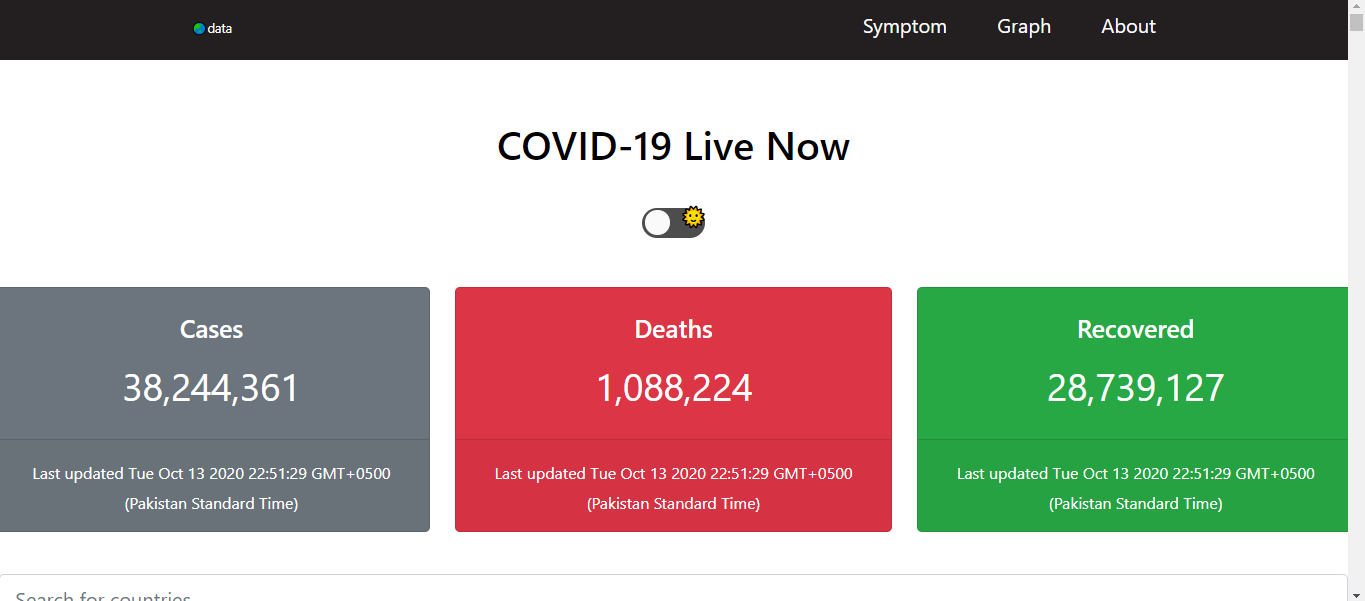 data
Symptom
Graph
About
COVID-19 Live Now
Cases
38,244,361
Last updated Tue Oct 13 2020 22:51:29 GMT+0500
(Pakistan Standard Time)
Deaths
1,088,224
Last updated Tue Oct 13 2020 22:51:29 GMT+0500
(Pakistan Standard Time)
Recovered
28,739,127
Last updated Tue Oct 13 2020 22:51:29 GMT+0500
(Pakistan Standard Time)
Search for countries